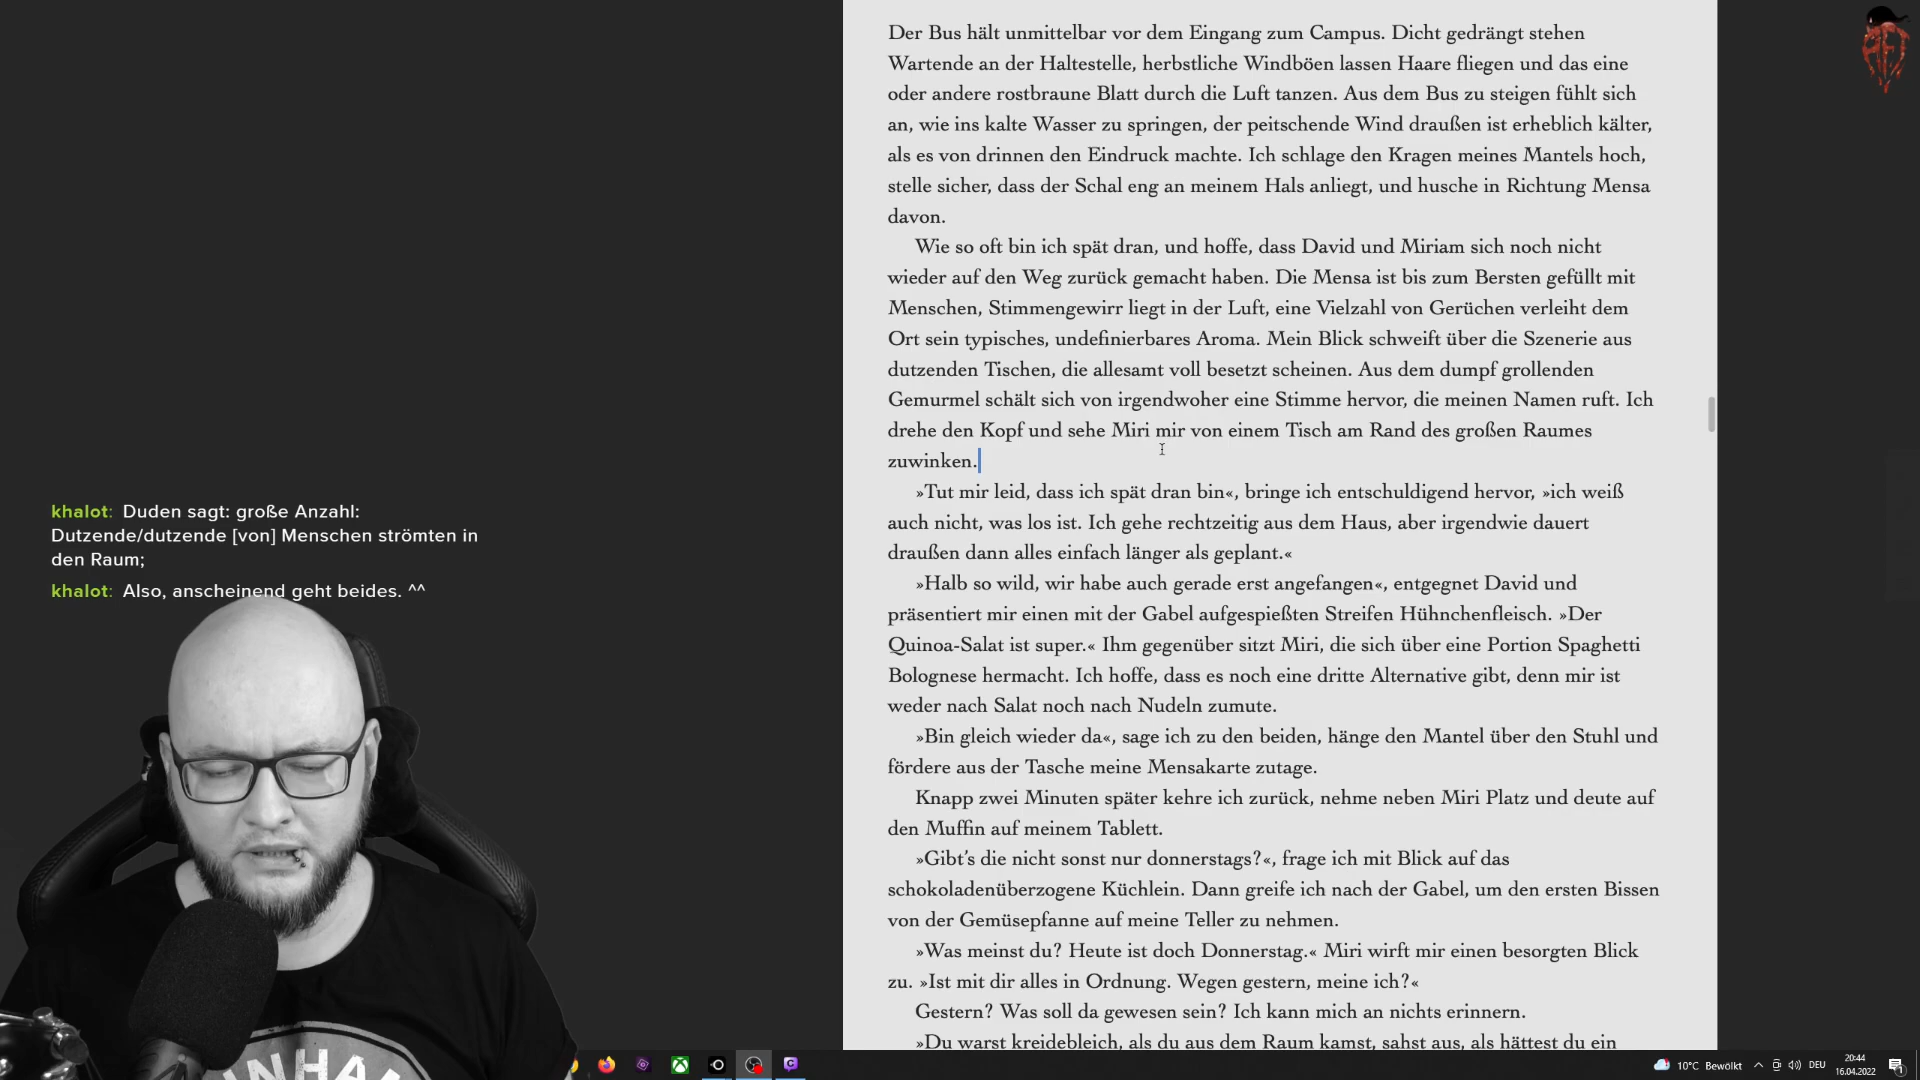 Der Bus hält unmittelbar vor dem Eingang zum Campus. Dicht gedrängt stehen
Wartende an der Haltestelle, herbstliche Windböen lassen Haare fliegen und das eine
oder andere rostbraune Blatt durch die Luft tanzen. Aus dem Bus zu steigen fühlt sich
an, wie ins kalte Wasser zu springen, der peitschende Wind draußen ist erheblich kälter,
als es von drinnen den Eindruck machte. Ich schlage den Kragen meines Mantels hoch,
stelle sicher, dass der Schal eng an meinem Hals anliegt, und husche in Richtung Mensa
davon.
Wie so oft bin ich spät dran, und hoffe, dass David und Miriam sich noch nicht
wieder auf den Weg zurück gemacht haben. Die Mensa ist bis zum Bersten gefüllt mit
Menschen, Stimmengewirr liegt in der Luft, eine Vielzahl von Gerüchen verleiht dem
Ort sein typisches, undefinierbares Aroma. Mein Blick schweift über die Szenerie aus
dutzenden Tischen, die allesamt voll besetzt scheinen. Aus dem dumpf grollenden
Gemurmel schält sich von irgendwoher eine Stimme hervor, die meinen Namen ruft. Ich
drehe den Kopf und sehe Miri mir von einem Tisch am Rand des großen Raumes
zuwinken.
»Tut mir leid, dass ich spät dran bin«, bringe ich entschuldigend hervor, »ich weiß
auch nicht, was los ist. Ich gehe rechtzeitig aus dem Haus, aber irgendwie dauert
draußen dann alles einfach länger als geplant.«
»Halb so wild, wir habe auch gerade erst angefangen«, entgegnet David und
präsentiert mir einen mit der Gabel aufgespießten Streifen Hühnchenfleisch. »Der
Quinoa-Salat ist super.« Ihm gegenüber sitzt Miri, die sich über eine Portion Spaghetti
Bolognese hermacht. Ich hoffe, dass es noch eine dritte Alternative gibt, denn mir ist
weder nach Salat noch nach Nudeln zumute.
»Bin gleich wieder da«, sage ich zu den beiden, hänge den Mantel über den Stuhl und
fördere aus der Tasche meine Mensakarte zutage.
Knapp zwei Minuten später kehre ich zurück, nehme neben Miri Platz und deute auf
den Muffin auf meinem Tablett.
»Gibt's die nicht sonst nur donnerstags?«, frage ich mit Blick auf das
schokoladenüberzogene Küchlein. Dann greife ich nach der Gabel, um den ersten Bissen
von der Gemüsepfanne auf meine Teller zu nehmen.
»Was meinst du? Heute ist doch Donnerstag.« Miri wirft mir einen besorgten Blick
zu. »Ist mit dir alles in Ordnung. Wegen gestern, meine ich?«
Gestern? Was soll da gewesen sein? Ich kann mich an nichts erinnern.
»Du warst kreidebleich, als du aus dem Raum kamst, sahst aus, als hättest du ein
khalot: Duden sagt: große Anzahl:
Dutzende/dutzende [von] Menschen strömten in
den Raum;
khalot: Also, anscheinend geht beides. ^^
10°C Bewölkt
DEU
20:44
16.04.2022